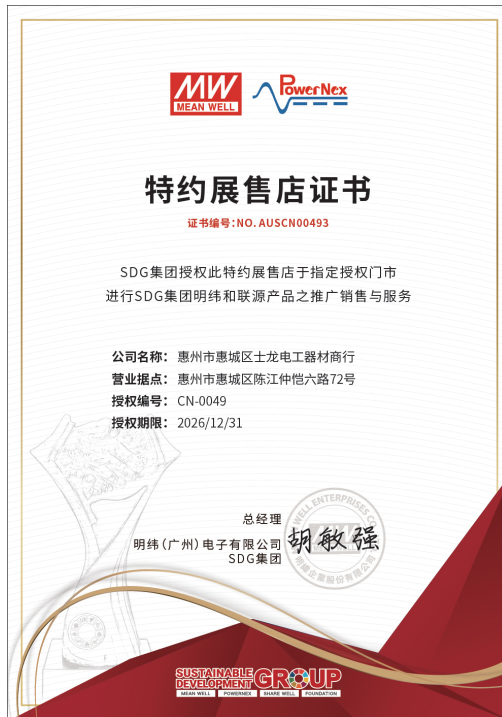 MW
MEAN WELL
PowerNex
特约展售店证书
证书编号:NO. AUSCN00493
SDG集团授权此特约展售店于指定授权门市
进行SDG集团明纬和联源产品之推广销售与服务
公司名称: 惠州市惠城区士龙电工器材商行
营业据点: 惠州市惠城区陈江仲恺六路72号
授权编号: CN-0049
授权期限: 2026/12/31
总经理
明纬(广州)电子有限公司
SDG集团
胡敏强
SUSTAINABLE
DEVELOPMENT
GROUP
MEAN WELL
POWERNEX
SHARE WELL
FOUNDATION